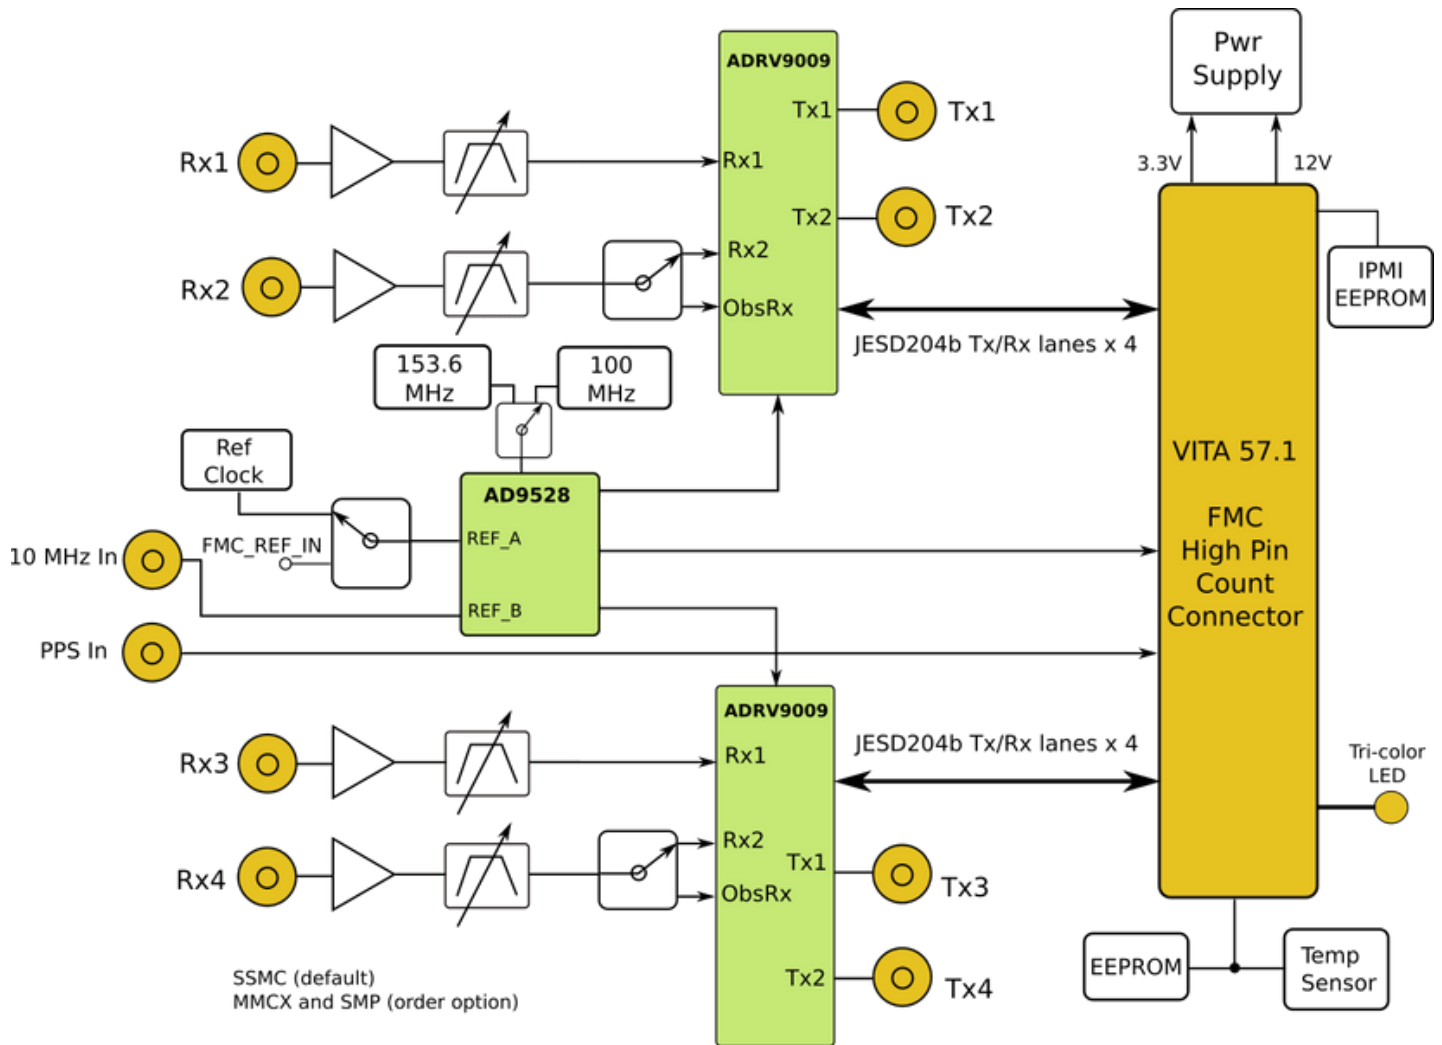 Pwr
Supply
ADRV9009
Tx1
Tx1
Rx1
Rx1
3.3V
12V
Tx2
Tx2
Rx2
Rx2
IPMI
EEPROM
ObsRx
JESD204b Tx/Rx lanes x 4
153.6
MHz
100
MHz
Ref
Clock
VITA 57.1
FMC
High Pin
Count
Connector
AD9528
REF_A
FMC_REF_IN
10 MHz In
REF_B
PPS In
ADRV9009
JESD204b Tx/Rx lanes x 4
Rx3
Rx1
Tri-color
LED
Rx2
Tx1
Rx4
ObsRx
Tx3
EEPROM
Temp
Sensor
SSMC (default)
MMCX and SMP (order option)
Tx2
Tx4